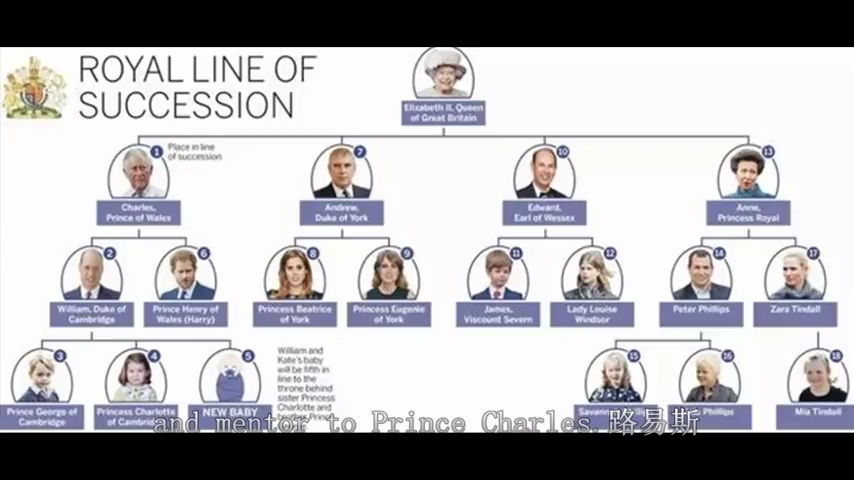 ROYAL LINE OF
SUCCESSION
Elizabeth II, Queen
of Great Britain
1
Place in line
of succession
7
10
13
Charles,
Prince of Wales
Andrew,
Duke of York
Edward,
Earl of Wessex
Anne,
Princess Royal
2
6
8
9
11
12
14
17
William, Duke of
Cambridge
Prince Henry of
Wales (Harry)
Princess Beatrice
of York
Princess Eugenie
of York
James,
Viscount Severn
Lady Louise
Windsor
Peter Phillips
Zara Tindall
3
4
5
William and
Kate's baby
will be fifth in
line to the
throne behind
sister Princess
Charlotte and
15
16
18
Prince George of
Cambridge
Princess Charlotte
of Cambridge
NEW BABY
Phillips
Mia Tindall
and mentor to Prince Charles.路易斯